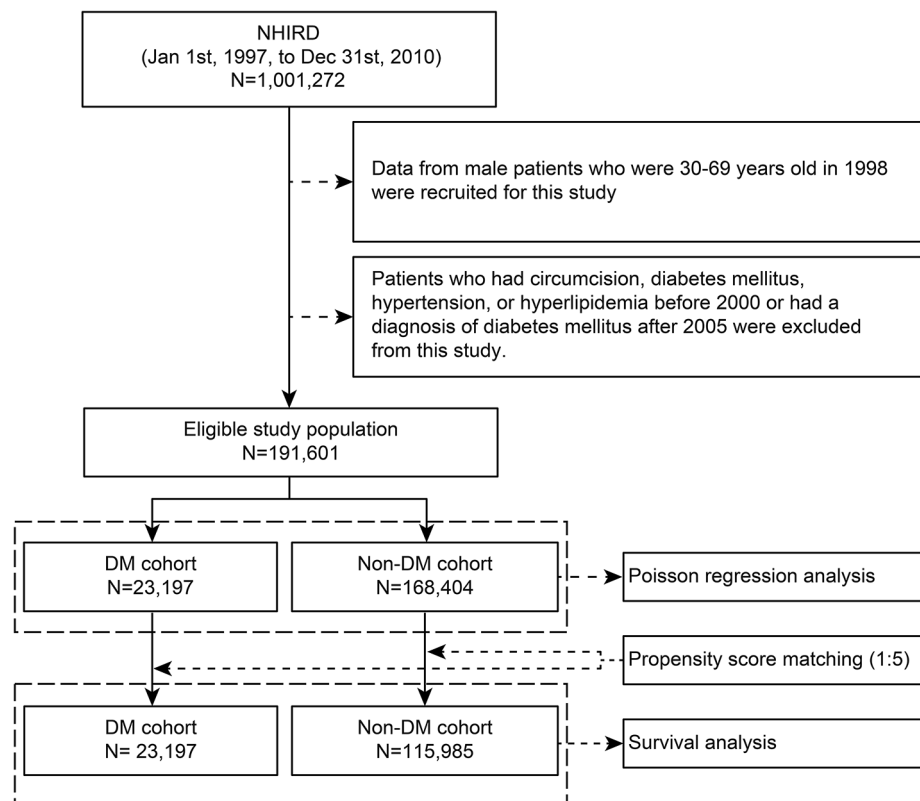 NHIRD
(Jan 1st, 1997, to Dec 31st, 2010)
N=1,001,272
Data from male patients who were 30-69 years old in 1998
were recruited for this study
Patients who had circumcision, diabetes mellitus,
hypertension, or hyperlipidemia before 2000 or had a
diagnosis of diabetes mellitus after 2005 were excluded
from this study.
Eligible study population
N=191,601
DM cohort
N=23,197
Non-DM cohort
N=168,404
Poisson regression analysis
Propensity score matching (1:5)
DM cohort
N= 23,197
Non-DM cohort
N=115,985
Survival analysis